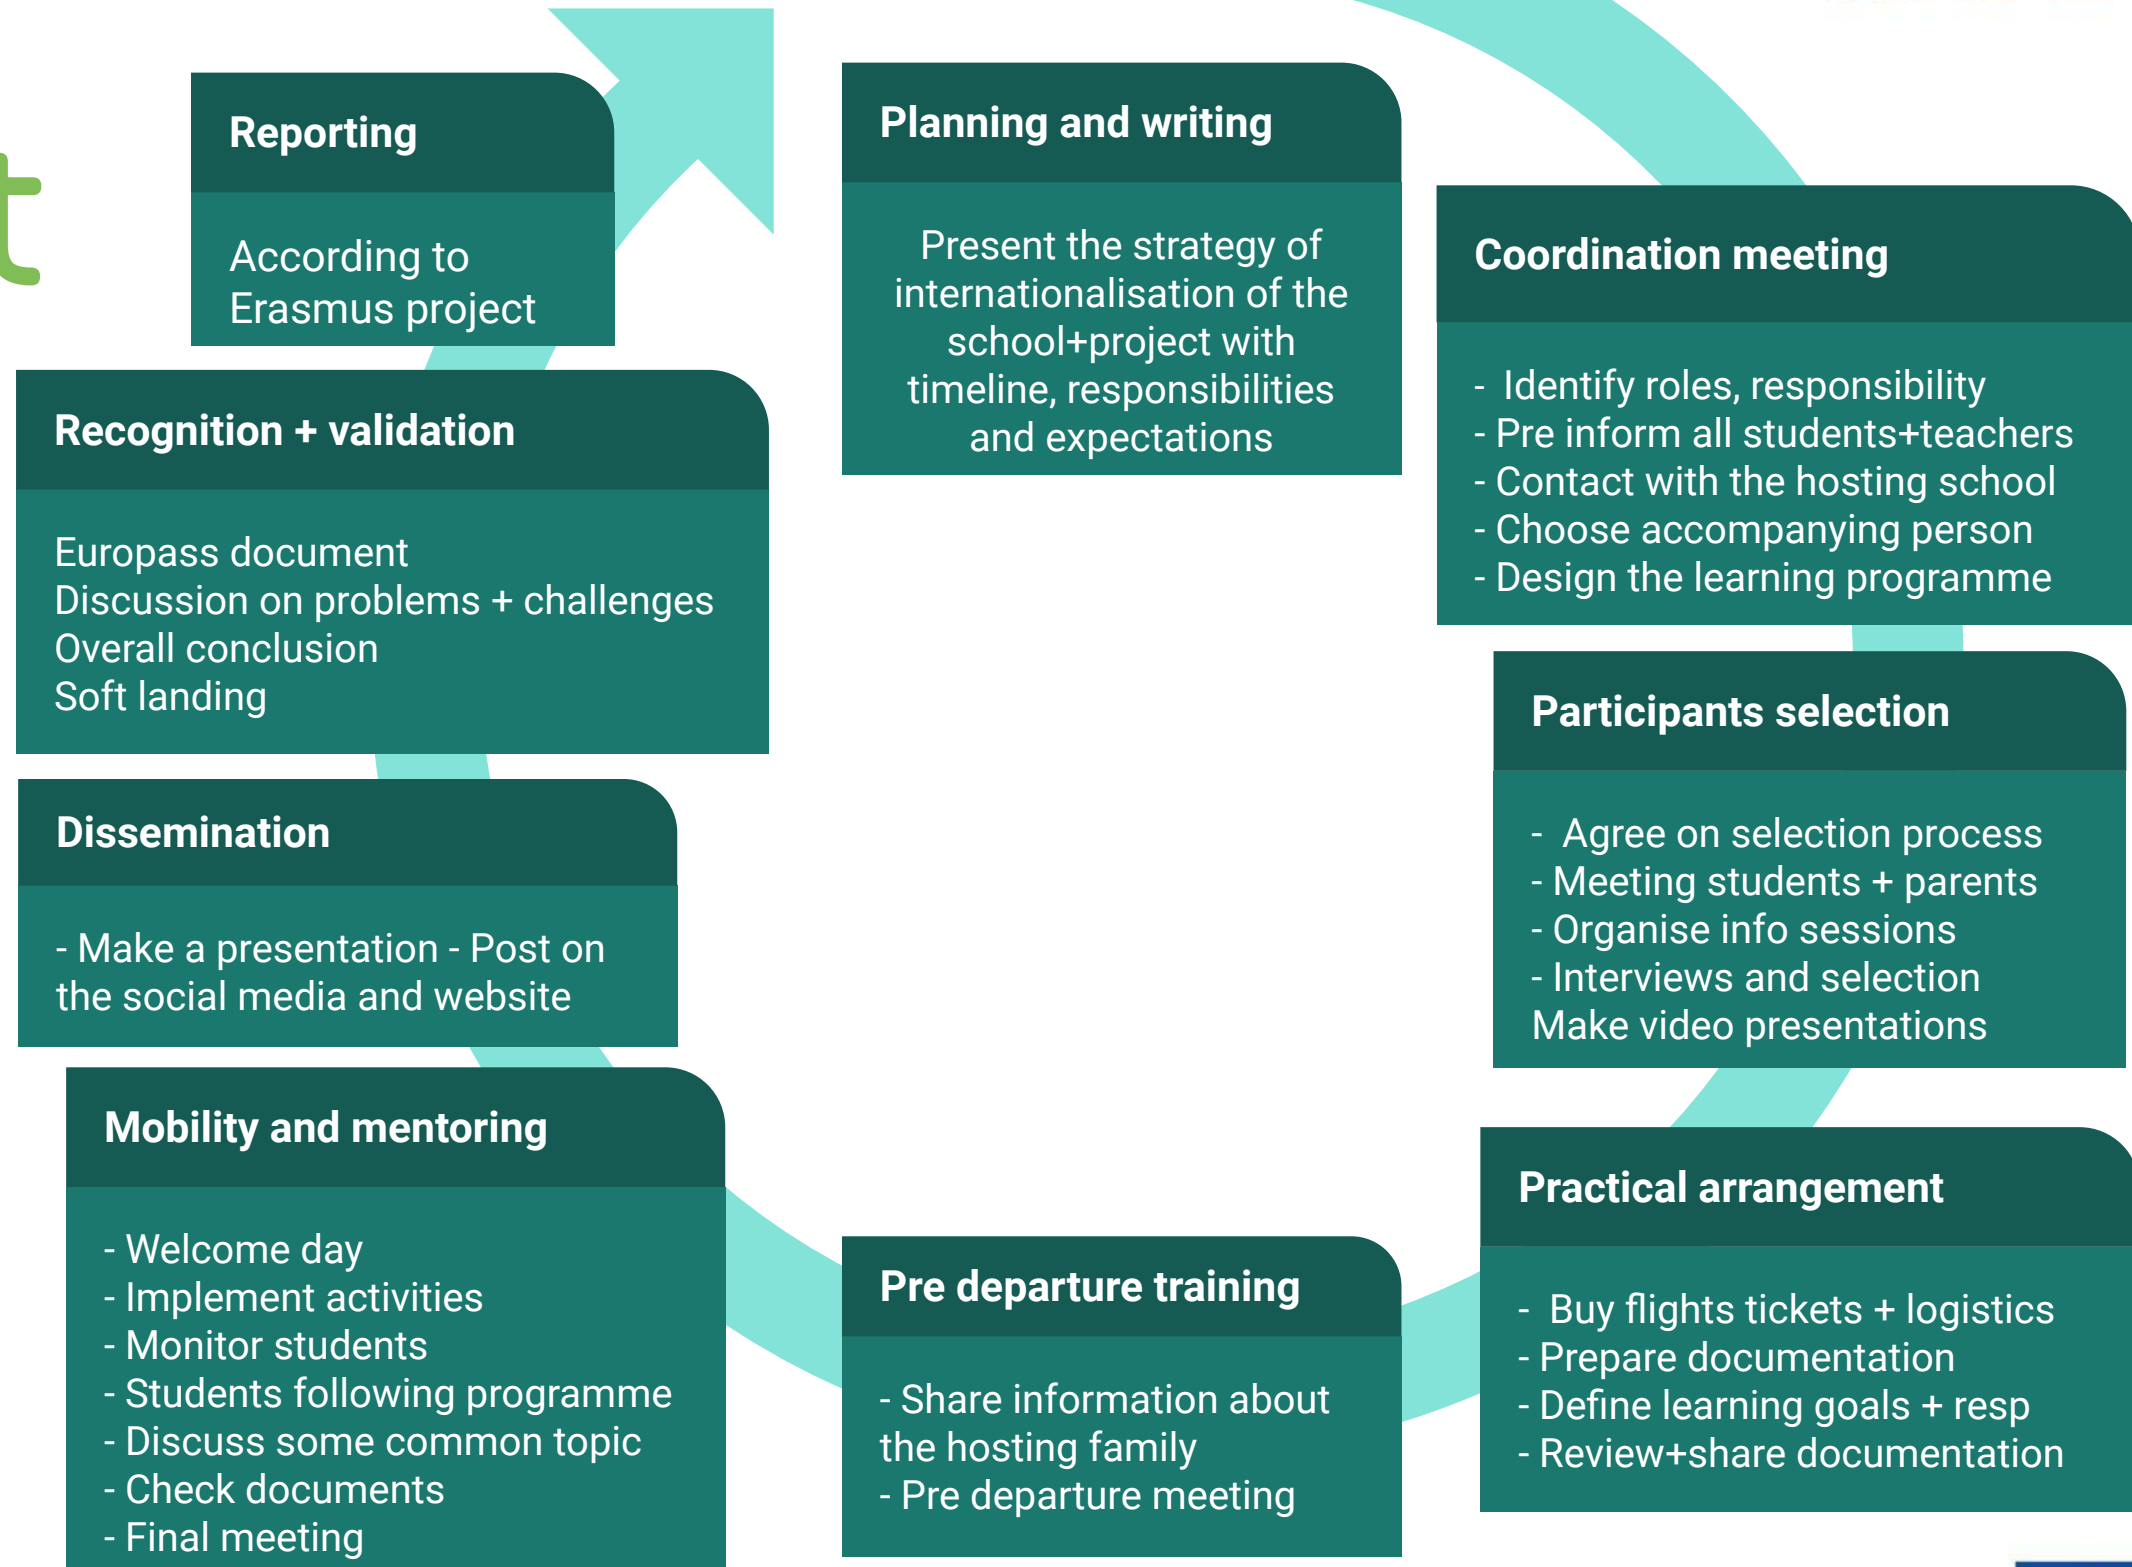 t
Reporting
According to
Erasmus project
Planning and writing
Present the strategy of
internationalisation of the
school+project with
timeline, responsibilities
and expectations
Coordination meeting
-  Identify roles, responsibility
- Pre inform all students+teachers
- Contact with the hosting school
- Choose accompanying person
- Design the learning programme
Participants selection
-  Agree on selection process
- Meeting students + parents
- Organise info sessions
- Interviews and selection
Make video presentations
Practical arrangement
-  Buy flights tickets + logistics
- Prepare documentation
- Define learning goals + resp
- Review+share documentation
Pre departure training
- Share information about
the hosting family
- Pre departure meeting
Mobility and mentoring
- Welcome day
- Implement activities
- Monitor students
- Students following programme
- Discuss some common topic
- Check documents
- Final meeting
Dissemination
- Make a presentation - Post on
the social media and website
Recognition + validation
Europass document
Discussion on problems + challenges
Overall conclusion
Soft landing